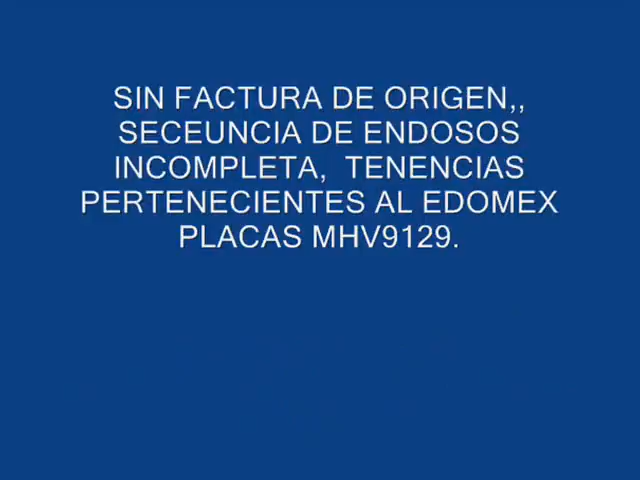 SIN FACTURA DE ORIGEN,,
SECEUNCIA DE ENDOSOS
INCOMPLETA,  TENENCIAS
PERTENECIENTES AL EDOMEX
PLACAS MHV9129.